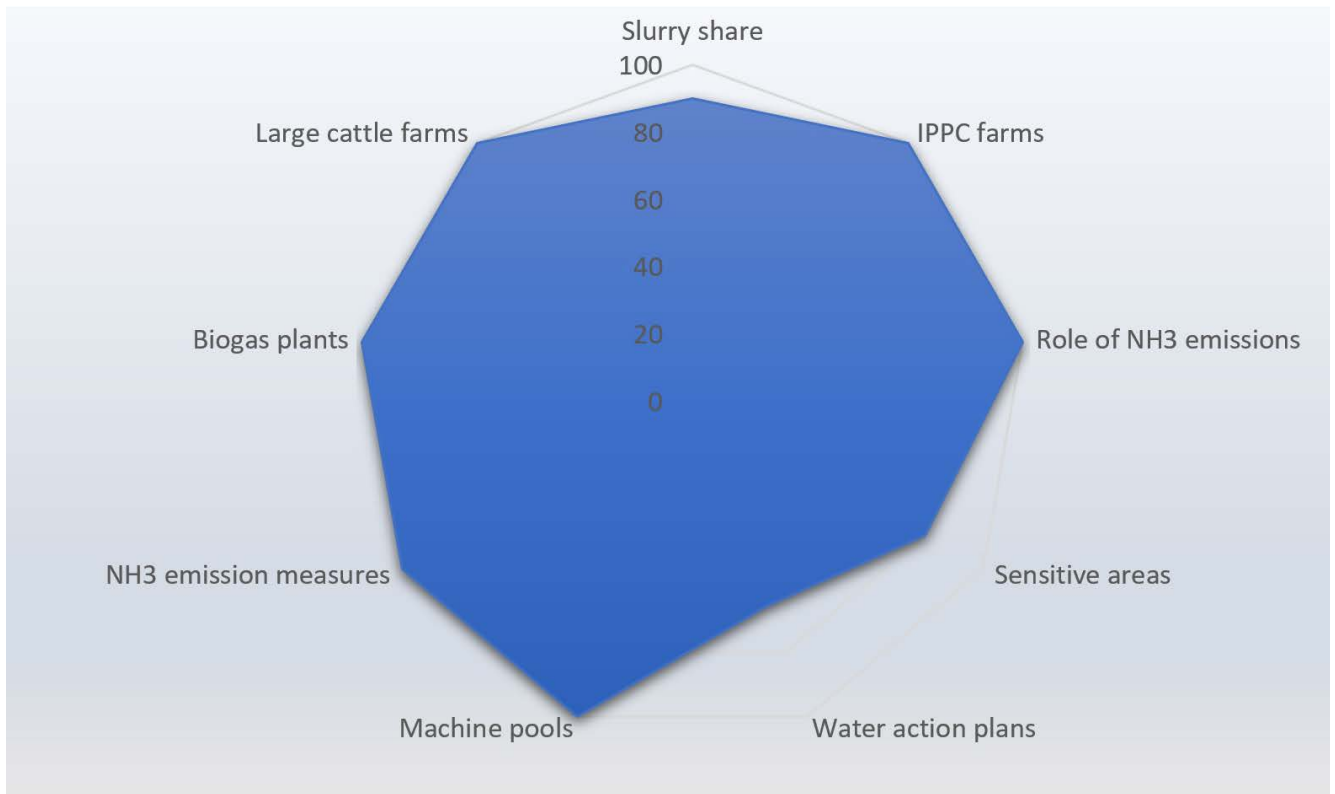 Slurry share
100
Large cattle farms
80
IPPC farms
60
40
Biogas plants
20
Role of NH3 emissions
0
NH3 emission measures
Sensitive areas
Machine pools
Water action plans